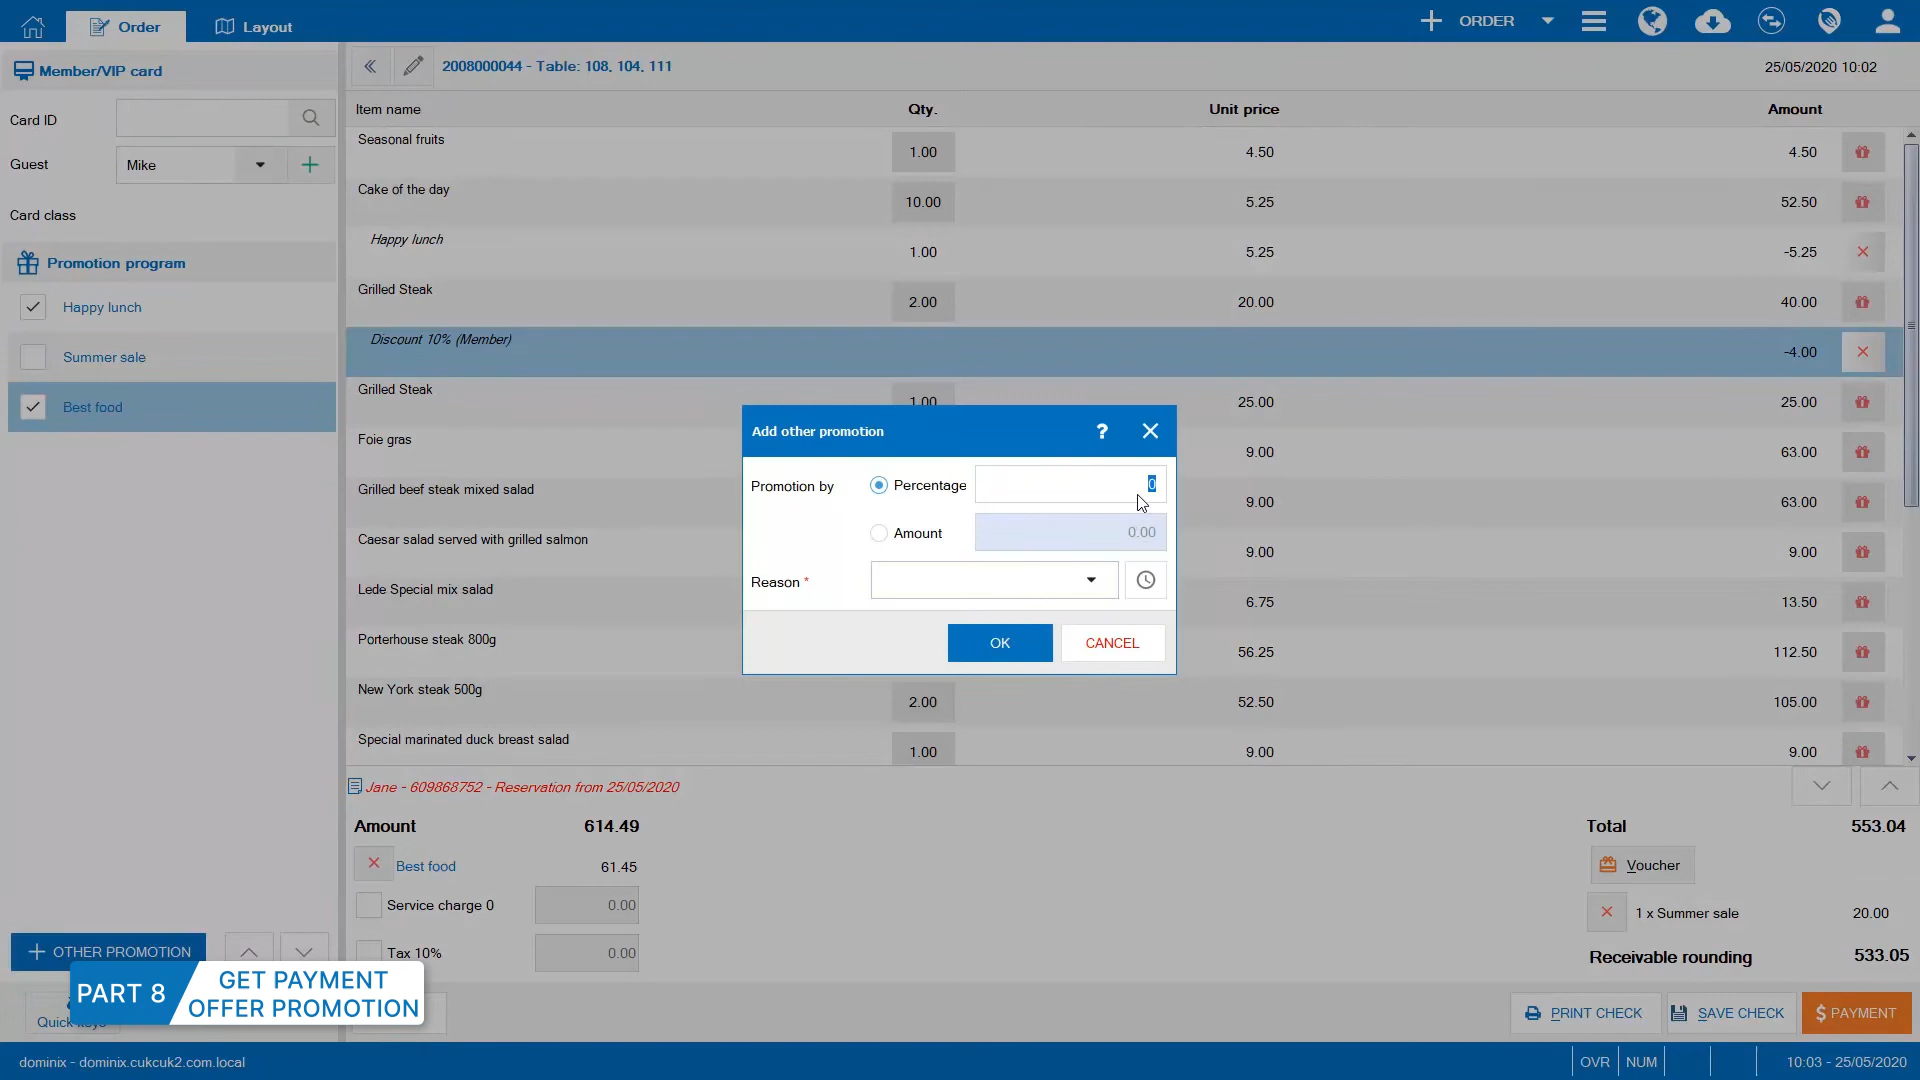 Order
Layout
ORDER
Member/VIP card
2008000044 - Table: 108, 104, 111
25/05/2020 10:02
Card ID
Guest
Mike
Card class
Promotion program
Happy lunch
Summer sale
Best food
Item name Qty. Unit price Amount
Seasonal fruits 1.00 4.50 4.50
Cake of the day 10.00 5.25 52.50
Happy lunch 1.00 5.25 -5.25
Grilled Steak 2.00 20.00 40.00
Discount 10% (Member) -4.00
Grilled Steak 1.00 25.00 25.00
Foie gras 9.00 63.00
Grilled beef steak mixed salad 9.00 63.00
Caesar salad served with grilled salmon 9.00 9.00
Lede Special mix salad 6.75 13.50
Porterhouse steak 800g 56.25 112.50
New York steak 500g 2.00 52.50 105.00
Special marinated duck breast salad 1.00 9.00 9.00
Add other promotion ?
Promotion by Percentage 0
Amount 0.00
Reason *
OK CANCEL
Jane - 609868752 - Reservation from 25/05/2020
Amount 614.49
Best food 61.45
Service charge 0 0.00
Tax 10% 0.00
Total 553.04
Voucher
1 x Summer sale 20.00
Receivable rounding 533.05
OTHER PROMOTION
PART 8
GET PAYMENT
OFFER PROMOTION
PRINT CHECK
SAVE CHECK
$ PAYMENT
dominix - dominix.cukcuk2.com.local
OVR NUM 10:03 - 25/05/2020